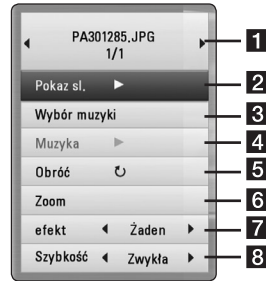 PA301285.JPG 1
1/1
Pokaz sl. 2
Wybór muzyki 3
Muzyka 4
Obróć 5
Zoom 6
efekt Żaden 7
Szybkość Zwykła 8